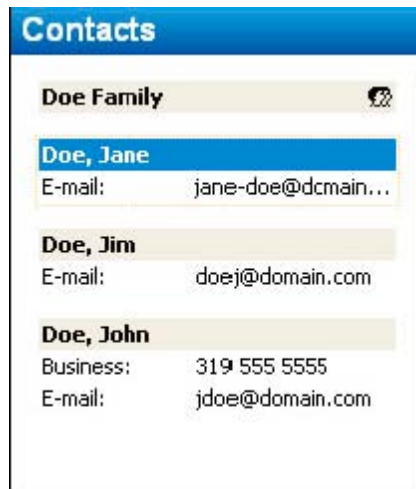 Contacts
Doe Family
Doe, Jane
E-mail: jane-doe@dcmain...
Doe, Jim
E-mail: doej@domain.com
Doe, John
Business: 319 555 5555
E-mail: jdoe@domain.com